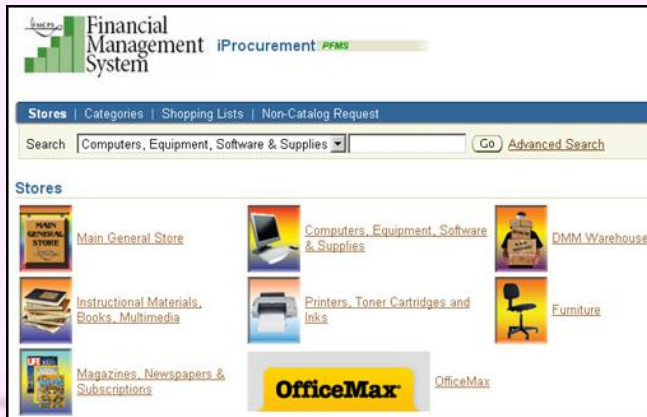 MCPS
Financial
Management
System
iProcurement PFMS
Stores | Categories | Shopping Lists | Non-Catalog Request
Search Computers, Equipment, Software & Supplies Go Advanced Search
Stores
MAIN
GENERAL
STORE
Main General Store
Computers, Equipment, Software
& Supplies
DMM Warehouse
Instructional Materials,
Books, Multimedia
Printers, Toner Cartridges and
Inks
Furniture
LIFE
Magazines, Newspapers &
Subscriptions
OfficeMax
OfficeMax